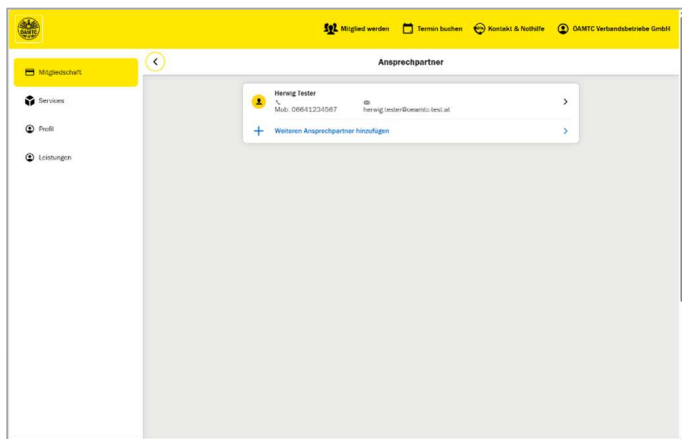 ÖAMTC
Mitglied werden
Termin buchen
Kontakt & Nothilfe
ÖAMTC Verbandsbetriebe GmbH
Mitgliedschaft
Ansprechpartner
Services
Profil
Leistungen
Herwig Tester
Mob. 06641234567
herwig.tester@oeamtc-test.at
Weiteren Ansprechpartner hinzufügen